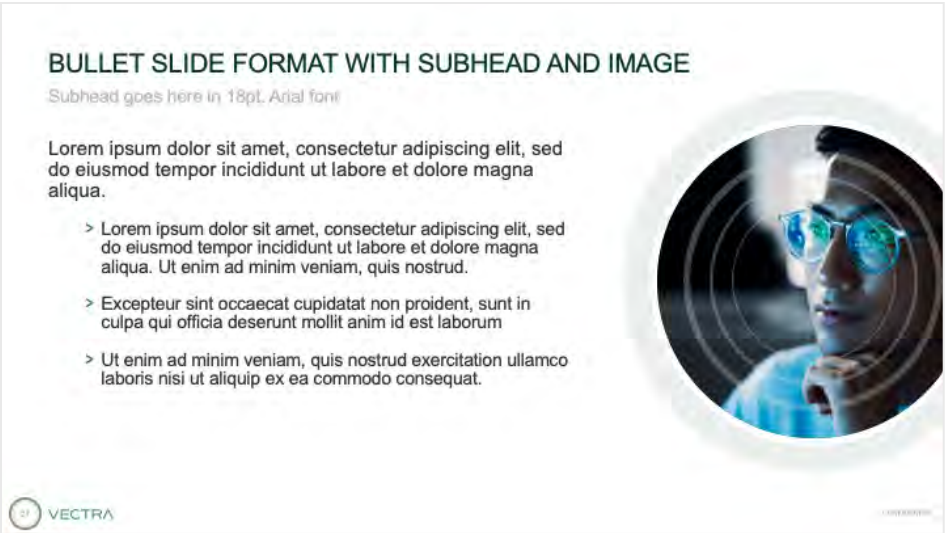 BULLET SLIDE FORMAT WITH SUBHEAD AND IMAGE
Subhead goes here in 18pt. Arial font
Lorem ipsum dolor sit amet, consectetur adipiscing elit, sed
do eiusmod tempor incididunt ut labore et dolore magna
aliqua.
> Lorem ipsum dolor sit amet, consectetur adipiscing elit, sed
do eiusmod tempor incididunt ut labore et dolore magna
aliqua. Ut enim ad minim veniam, quis nostrud.
> Excepteur sint occaecat cupidatat non proident, sunt in
culpa qui officia deserunt mollit anim id est laborum
> Ut enim ad minim veniam, quis nostrud exercitation ullamco
laboris nisi ut aliquip ex ea commodo consequat.
VECTRA